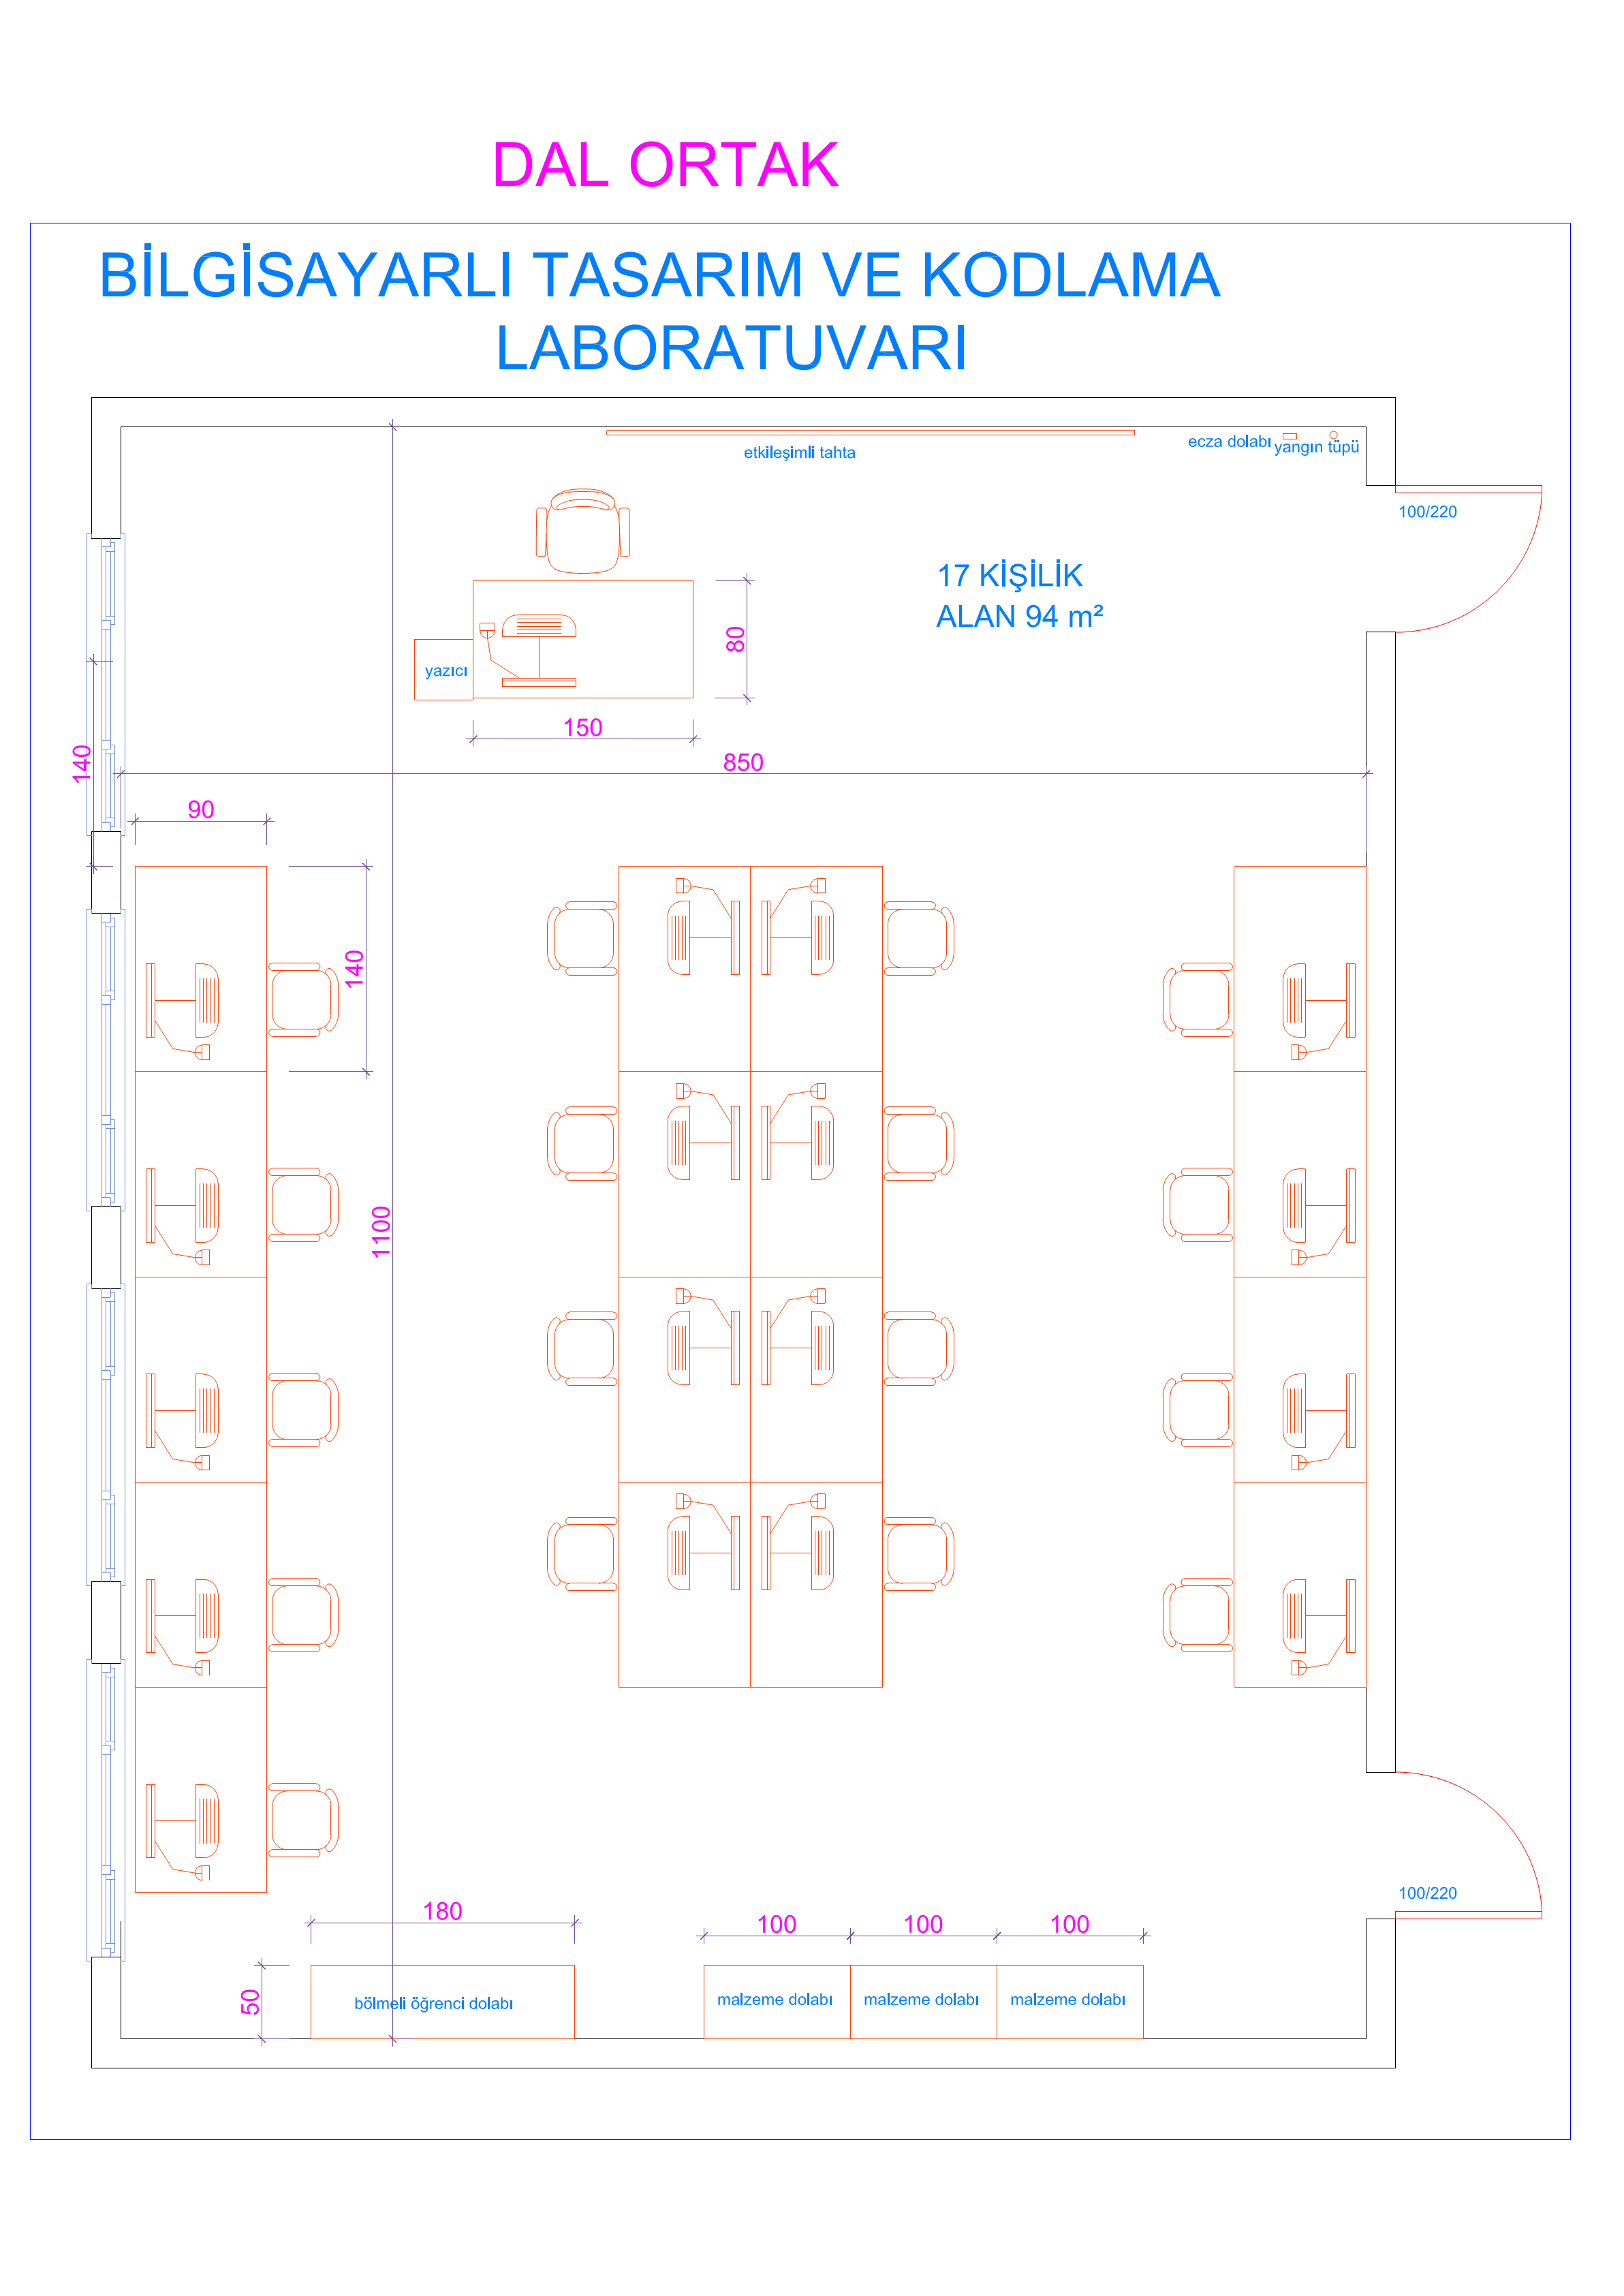 DAL ORTAK
BİLGİSAYARLI TASARIM VE KODLAMA
LABORATUVARI
etkileşimli tahta
ecza dolabı
yangın tüpü
100/220
17 KİŞİLİK
ALAN 94 m²
80
yazıcı
150
850
140
90
140
1100
100/220
180
100
100
100
50
bölmeli öğrenci dolabı
malzeme dolabı
malzeme dolabı
malzeme dolabı